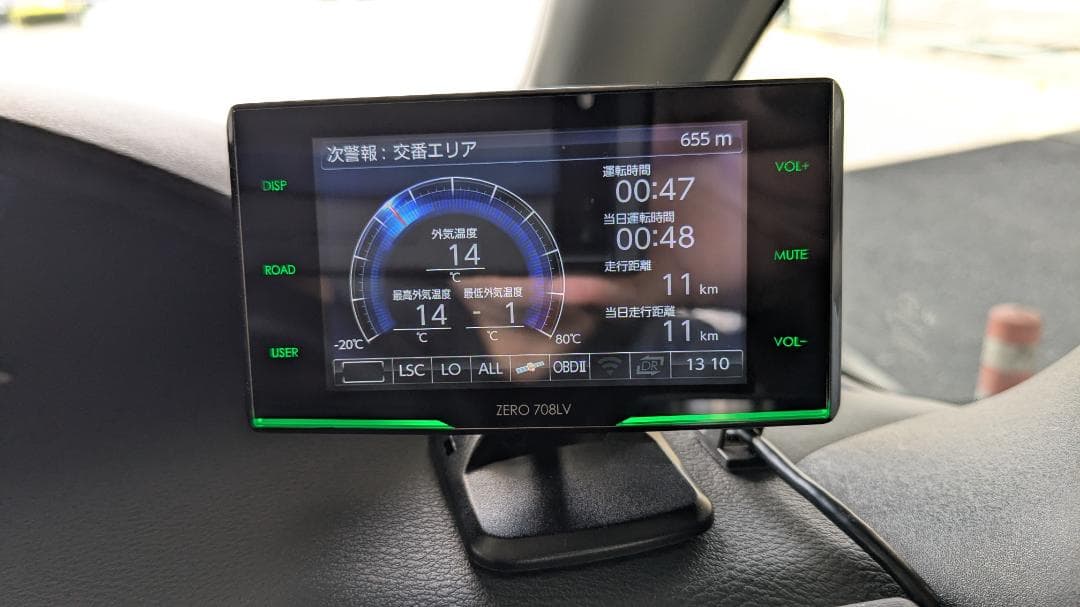 次警報 : 交番エリア 655 m
DISP
ROAD
USER
外気温度
14
℃
最高外気温度 最低外気温度
14 - 1
℃ ℃
-20℃ 80℃
運転時間
00:47
当日運転時間
00:48
走行距離
11 km
当日走行距離
11 km
LSC LO ALL OBDⅡ DR 13 10
VOL+
MUTE
VOL-
ZERO 708LV